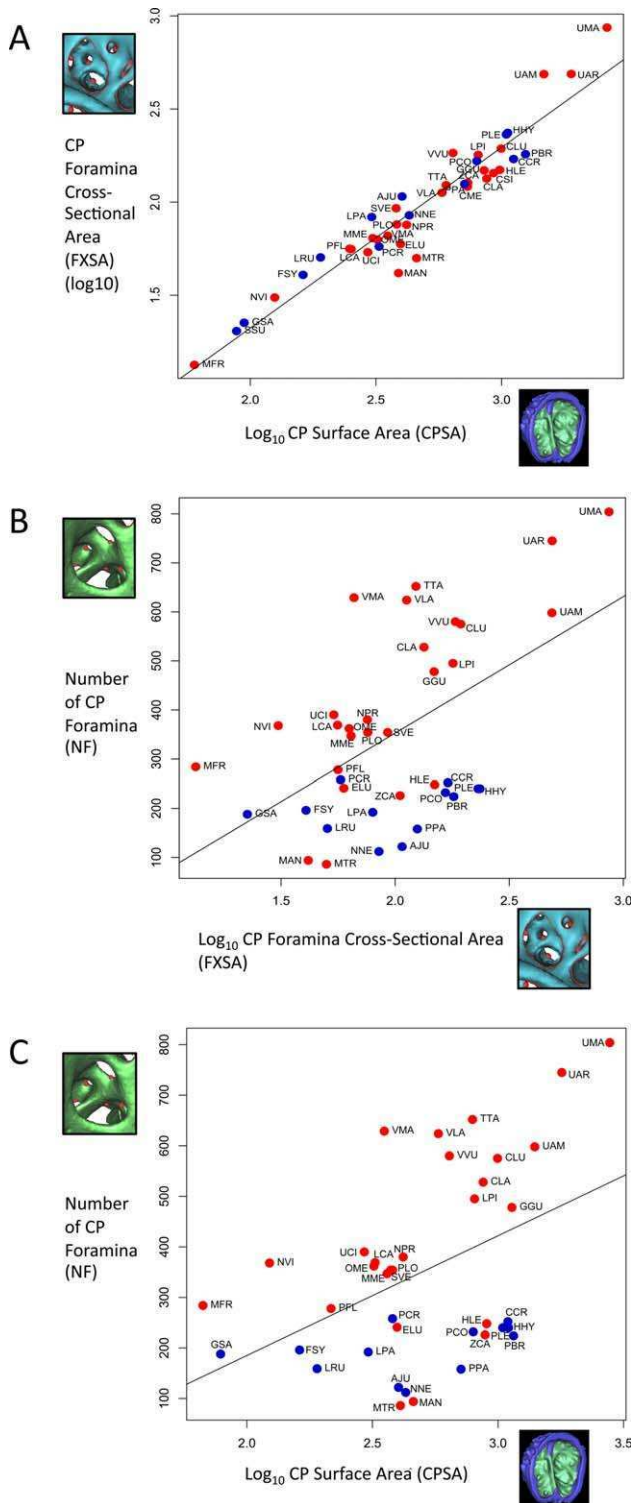 A
CP
Foramina
Cross-
Sectional
Area
(FXSA)
(log10)
3.0
2.5
2.0
1.5
UMA
UAM
UAR
PLE
HHY
LPI
CLU
PBR
VVU
PCO
CCR
GGU
HLE
ZCA
TTA
CSI
PPA
CLA
VLA
CME
AJU
SVE
NNE
LPA
PLO
NPR
MME
VMA
OME
PFL
ELU
PCR
LRU
LCA
UCI
MTR
FSY
MAN
NVI
GSA
SSU
MFR
2.0 2.5 3.0
Log10 CP Surface Area (CPSA)
B
Number
of CP
Foramina
(NF)
800
700
600
500
400
300
200
100
UMA
UAR
TTA
VMA
VLA
UAM
VVU
CLU
CLA
LPI
GGU
UCI
NPR
NVI
LCA
OME
MME
PLO
SVE
MFR
PFL
PCR
ELU
HLE
CCR
ZCA
PCO
PLE
HHY
PBR
GSA
FSY
LPA
LRU
PPA
NNE
AJU
MAN
MTR
1.5 2.0 2.5 3.0
Log10 CP Foramina Cross-Sectional Area
(FXSA)
C
Number
of CP
Foramina
(NF)
800
700
600
500
400
300
200
100
UMA
UAR
TTA
VMA
VLA
UAM
VVU
CLU
CLA
LPI
GGU
UCI
LCA
NPR
NVI
OME
PLO
MME
SVE
MFR
PFL
PCR
ELU
HLE
CCR
PCO
HHY
ZCA
PLE
PBR
GSA
FSY
LPA
LRU
PPA
AJU
NNE
MTR
MAN
2.0 2.5 3.0 3.5
Log10 CP Surface Area (CPSA)